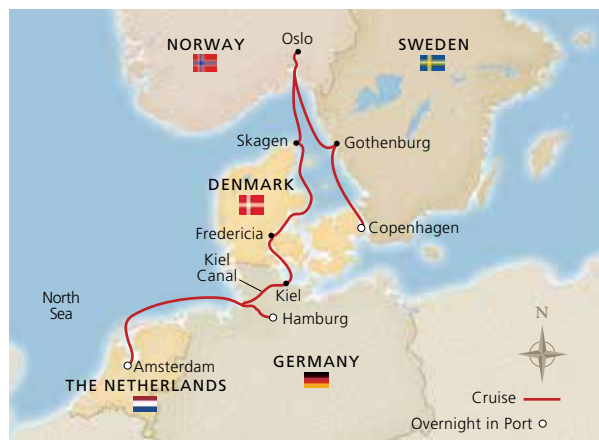 NORWAY
Oslo
SWEDEN
Skagen
Gothenburg
DENMARK
Fredericia
Copenhagen
Kiel
Canal
Kiel
North
Sea
Hamburg
N
Amsterdam
THE NETHERLANDS
GERMANY
Cruise
Overnight in Port